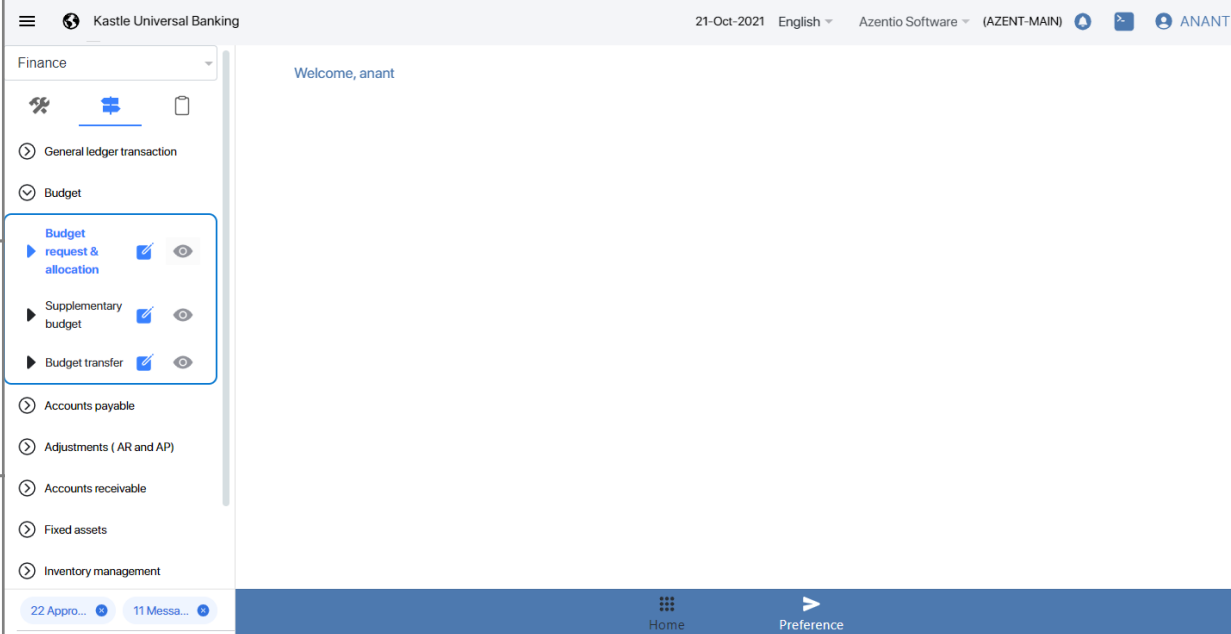 Kastle Universal Banking
21-Oct-2021 English Azentio Software (AZENT-MAIN) ANANT
Finance
Welcome, anant
General ledger transaction
Budget
Budget
request &
allocation
Supplementary
budget
Budget transfer
Accounts payable
Adjustments ( AR and AP)
Accounts receivable
Fixed assets
Inventory management
22 Appro... 11 Messa...
Home
Preference